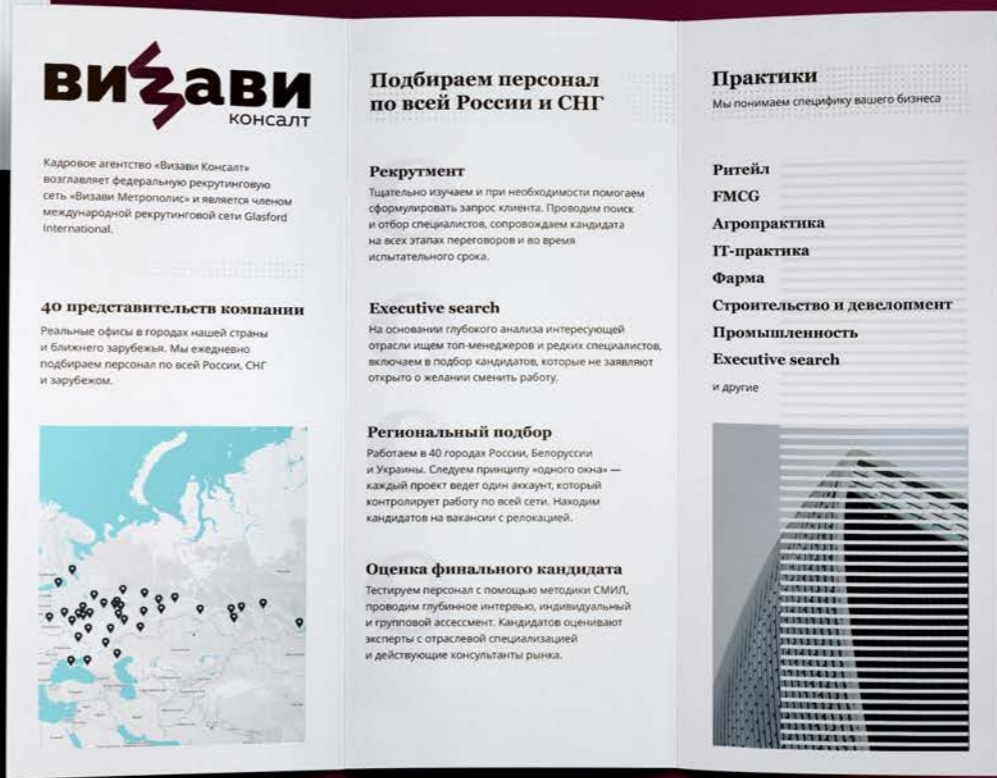 визави
консалт
Кадровое агентство «Визави Консалт»
возглавляет федеральную рекрутинговую
сеть «Визави Метрополис» и является членом
международной рекрутинговой сети Glasford
International.
40 представительств компании
Реальные офисы в городах нашей страны
и ближнего зарубежья. Мы ежедневно
подбираем персонал по всей России, СНГ
и зарубежом.
Подбираем персонал
по всей России и СНГ
Рекрутмент
Тщательно изучаем и при необходимости помогаем
сформулировать запрос клиента. Проводим поиск
и отбор специалистов, сопровождаем кандидата
на всех этапах переговоров и во время
испытательного срока.
Executive search
На основании глубокого анализа интересующей
отрасли ищем топ-менеджеров и редких специалистов,
включаем в подбор кандидатов, которые не заявляют
открыто о желании сменить работу.
Региональный подбор
Работаем в 40 городах России, Белоруссии
и Украины. Следуем принципу «одного окна» —
каждый проект ведет один аккаунт, который
контролирует работу по всей сети. Находим
кандидатов на вакансии с релокацией.
Оценка финального кандидата
Тестируем персонал с помощью методики СМИЛ,
проводим глубинное интервью, индивидуальный
и групповой ассессмент. Кандидатов оценивают
эксперты с отраслевой специализацией
и действующие консультанты рынка.
Практики
Мы понимаем специфику вашего бизнеса
Ритейл
FMCG
Агропрактика
IT-практика
Фарма
Строительство и девелопмент
Промышленность
Executive search
и другие